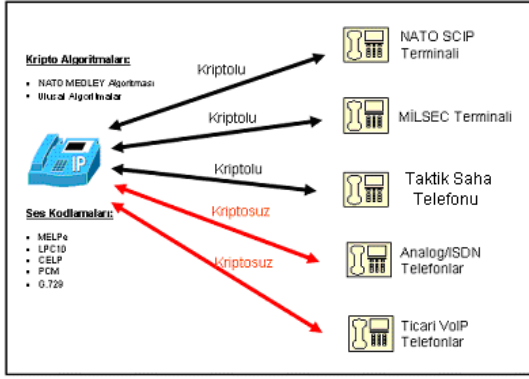 Kripto Algoritmaları:
• NATO MEDLEY Algoritması
• Ulusal Algoritmalar
IP
Ses Kodlamaları:
• MELPe
• LPC10
• CELP
• PCM
• G.729
Kriptolu
Kriptolu
Kriptolu
Kriptosuz
Kriptosuz
NATO SCIP
Terminali
MİLSEC Terminali
Taktik Saha
Telefonu
Analog/ISDN
Telefonlar
Ticari VoIP
Telefonlar